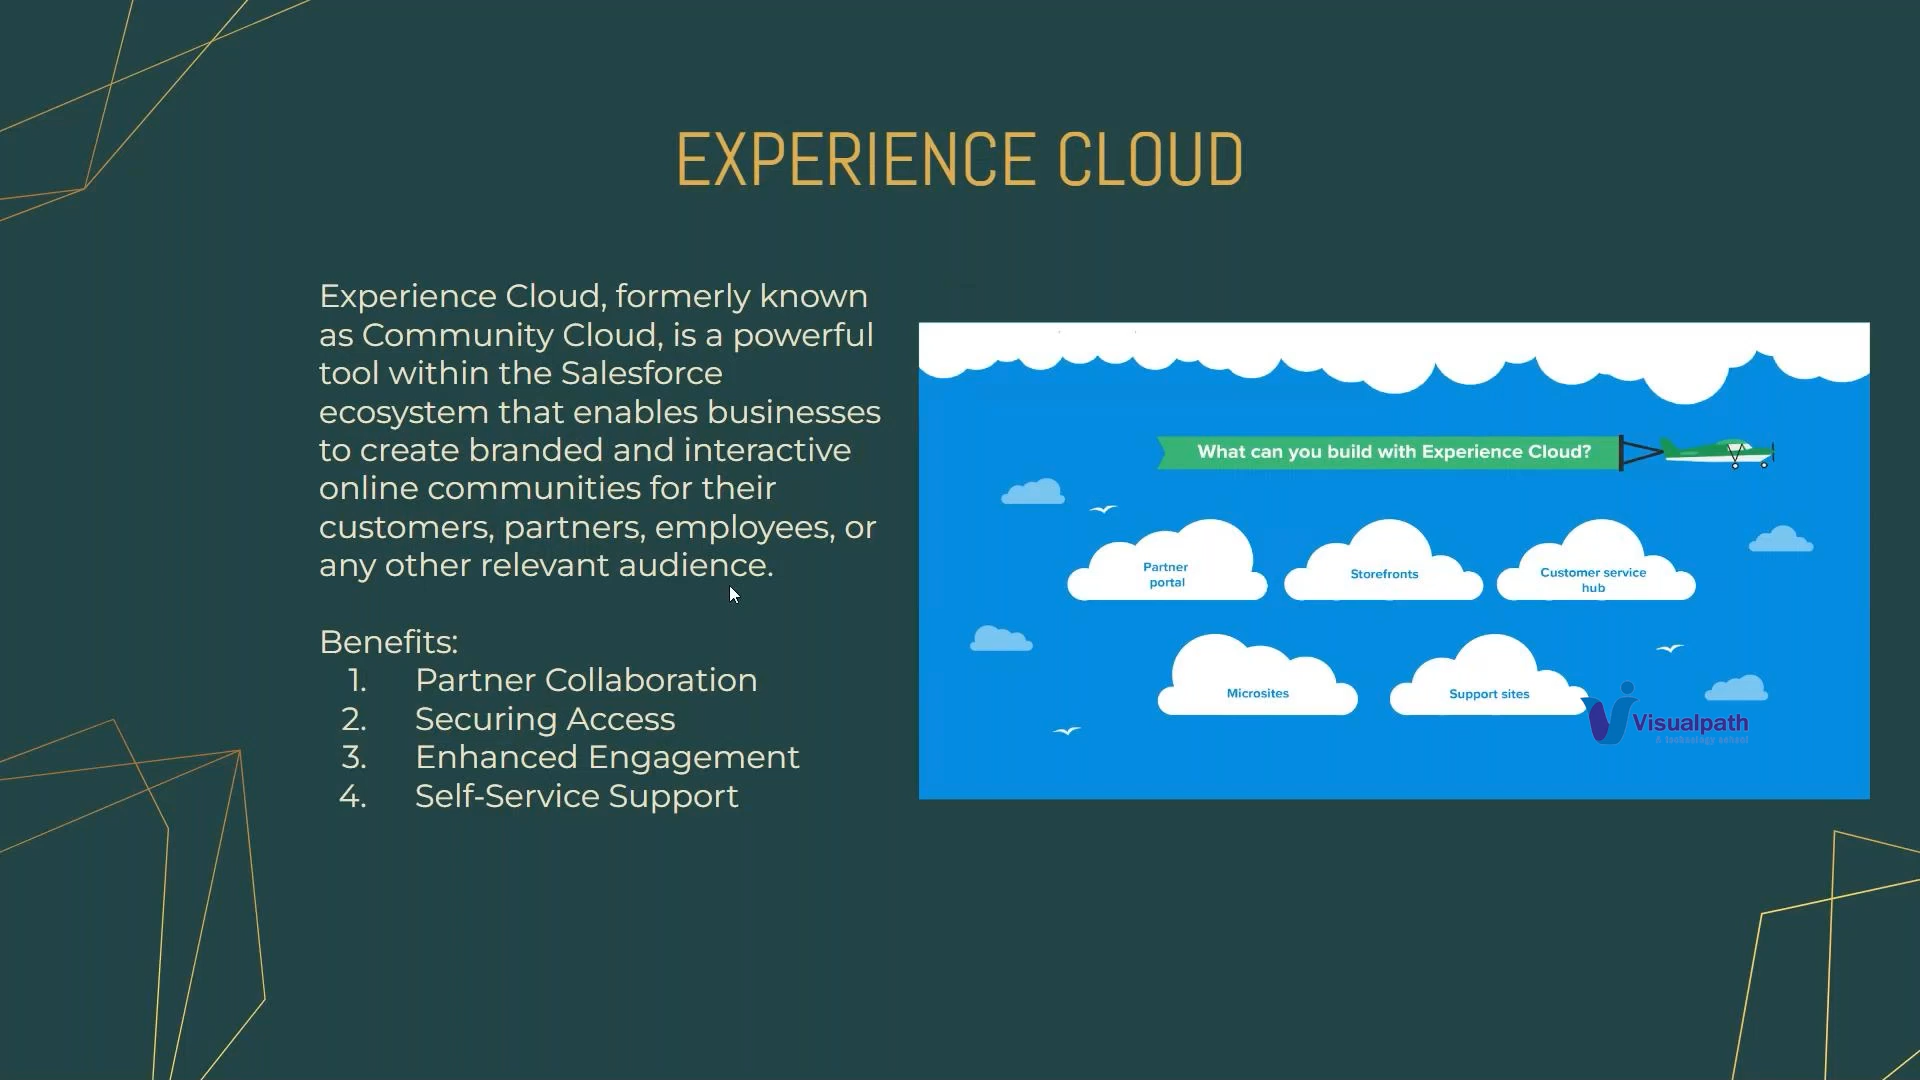 EXPERIENCE CLOUD
Experience Cloud, formerly known
as Community Cloud, is a powerful
tool within the Salesforce
ecosystem that enables businesses
to create branded and interactive
online communities for their
customers, partners, employees, or
any other relevant audience.
Benefits:
1. Partner Collaboration
2. Securing Access
3. Enhanced Engagement
4. Self-Service Support
What can you build with Experience Cloud?
Partner
portal
Storefronts
Customer service
hub
Microsites
Support sites
Visualpath
A technology school